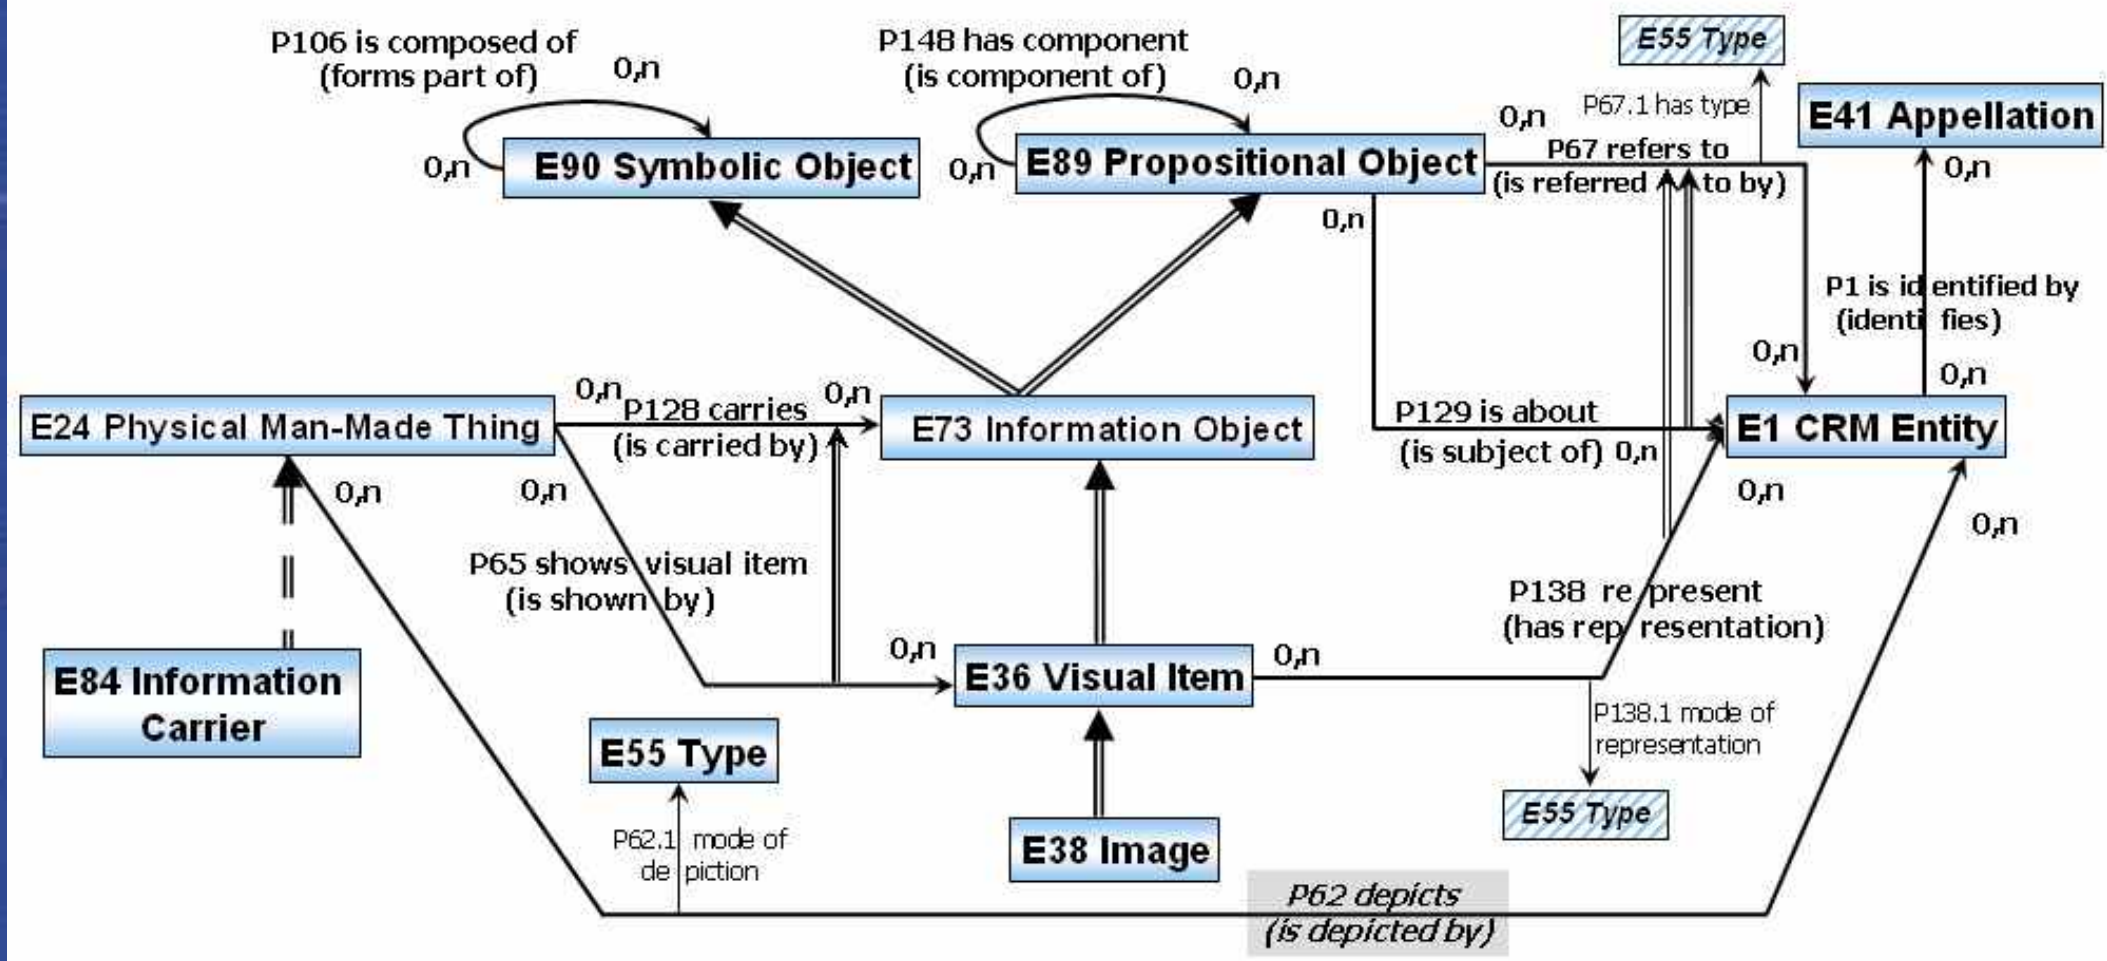 P106 is composed of
(forms part of)
0,n
0,n
E90 Symbolic Object
P148 has component
(is component of)
0,n
0,n
E89 Propositional Object
E55 Type
P67.1 has type
0,n
P67 refers to
(is referred to by)
E41 Appellation
0,n
0,n
P1 is identified by
(identifies)
0,n
0,n
E24 Physical Man-Made Thing
0,n
P128 carries
(is carried by)
0,n
E73 Information Object
P129 is about
(is subject of) 0,n
E1 CRM Entity
0,n
0,n
0,n
0,n
P65 shows visual item
(is shown by)
P138 represent
(has representation)
0,n
E36 Visual Item
0,n
E84 Information
Carrier
E55 Type
P62.1 mode of
depiction
P138.1 mode of
representation
E55 Type
E38 Image
P62 depicts
(is depicted by)